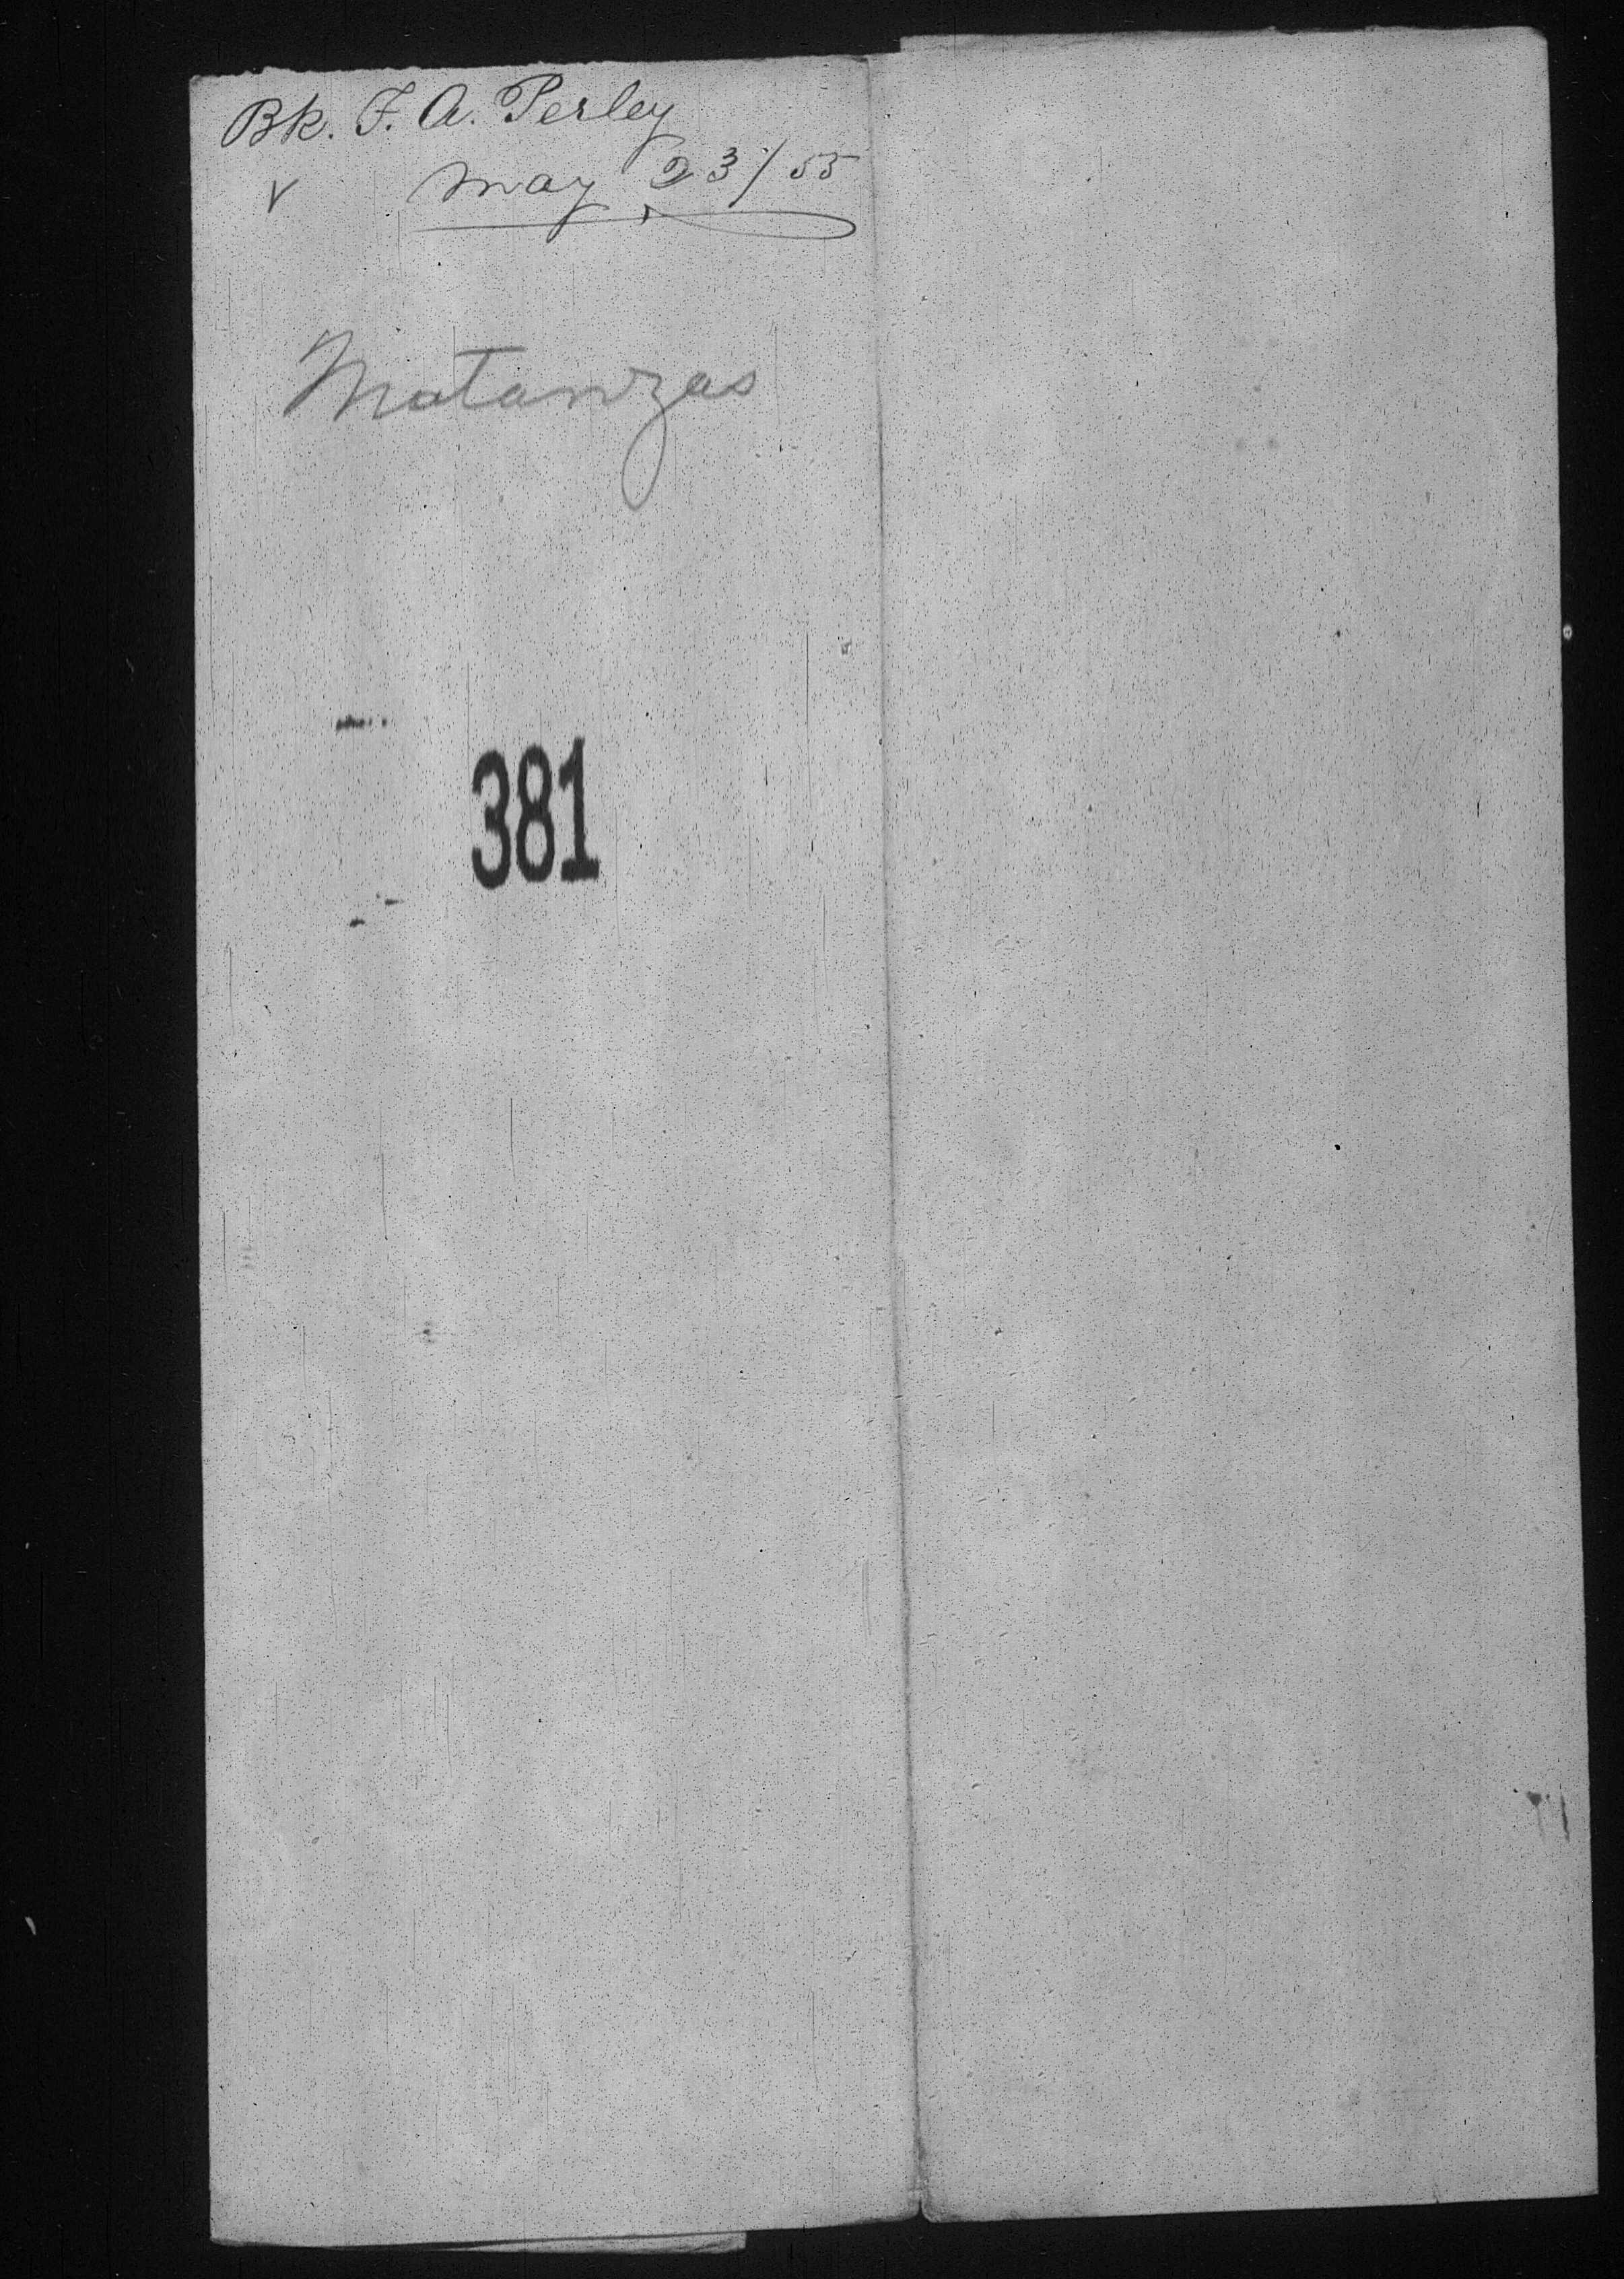 Bk. F. A. Perley
May 23/55
Matanzas
381